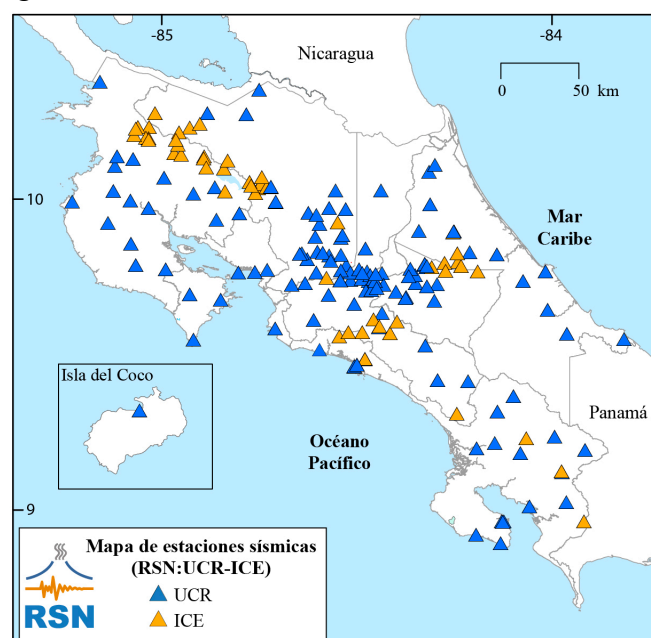 -85
-84
Nicaragua
0 50 km
10
Mar
Caribe
Isla del Coco
Panamá
Océano
Pacífico
9
Mapa de estaciones sísmicas
(RSN:UCR-ICE)
RSN
UCR
ICE